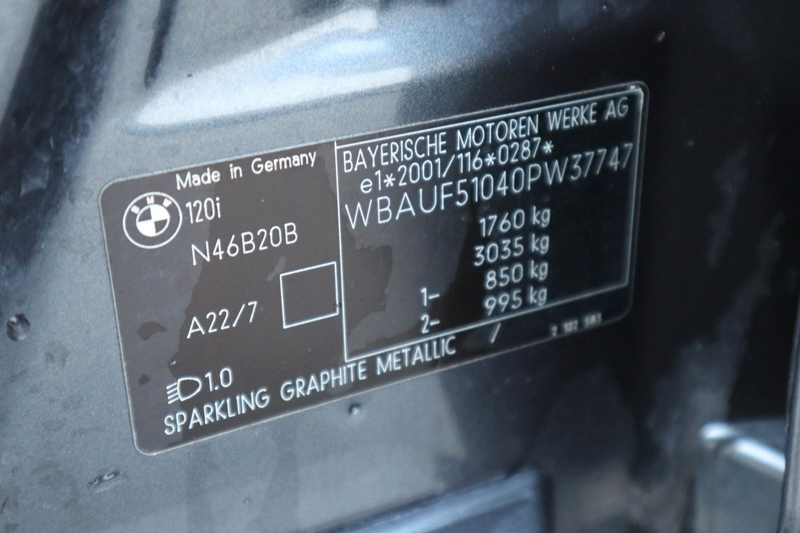 Made in Germany
BMW
120i
N46B20B
A22/7
1.0
SPARKLING GRAPHITE METALLIC /
BAYERISCHE MOTOREN WERKE AG
e1*2001/116*0287*
WBAUF51040PW37747
1760 kg
3035 kg
1- 850 kg
2- 995 kg